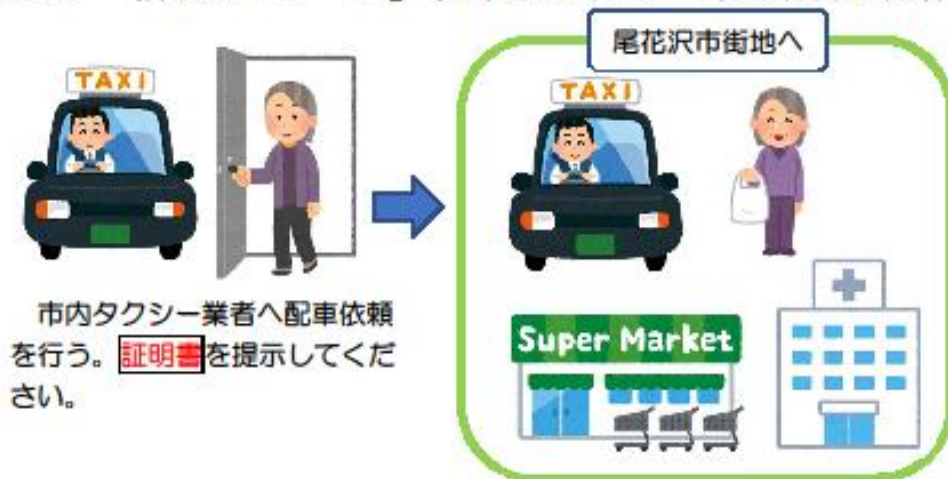 尾花沢市街地へ
TAXI
TAXI
市内タクシー業者へ配車依頼
を行う。証明書を提示してくだ
さい。
Super Market